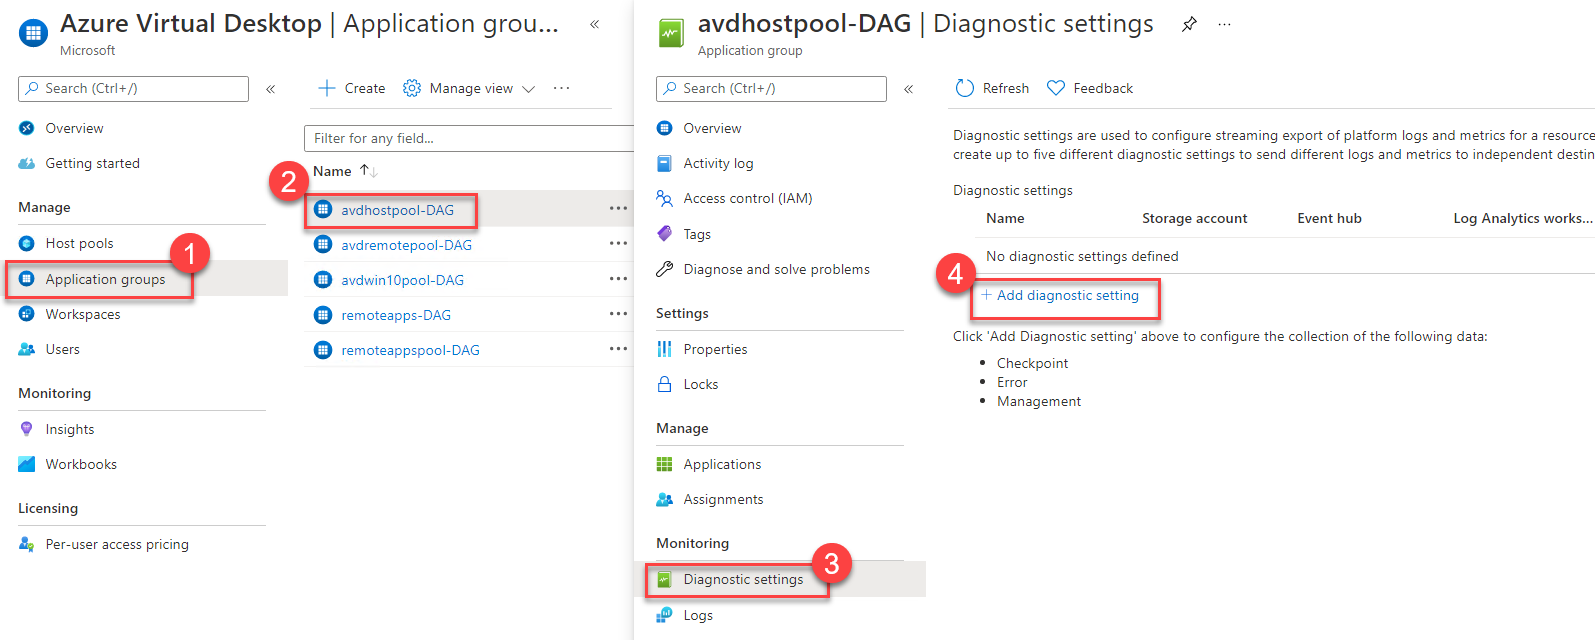 Azure Virtual Desktop | Application grou...
Microsoft
Search (Ctrl+/)
Overview
Getting started
Manage
Host pools
1
Application groups
Workspaces
Users
Monitoring
Insights
Workbooks
Licensing
Per-user access pricing
Create
Manage view
Filter for any field...
Name
2
avdhostpool-DAG
avdremotepool-DAG
avdwin10pool-DAG
remoteapps-DAG
remoteappspool-DAG
avdhostpool-DAG | Diagnostic settings
Application group
Search (Ctrl+/)
Overview
Activity log
Access control (IAM)
Tags
Diagnose and solve problems
Settings
Properties
Locks
Manage
Applications
Assignments
Monitoring
3
Diagnostic settings
Logs
Refresh
Feedback
Diagnostic settings are used to configure streaming export of platform logs and metrics for a resource
create up to five different diagnostic settings to send different logs and metrics to independent destin
Diagnostic settings
Name Storage account Event hub Log Analytics works...
No diagnostic settings defined
4
+ Add diagnostic setting
Click 'Add Diagnostic setting' above to configure the collection of the following data:
• Checkpoint
• Error
• Management